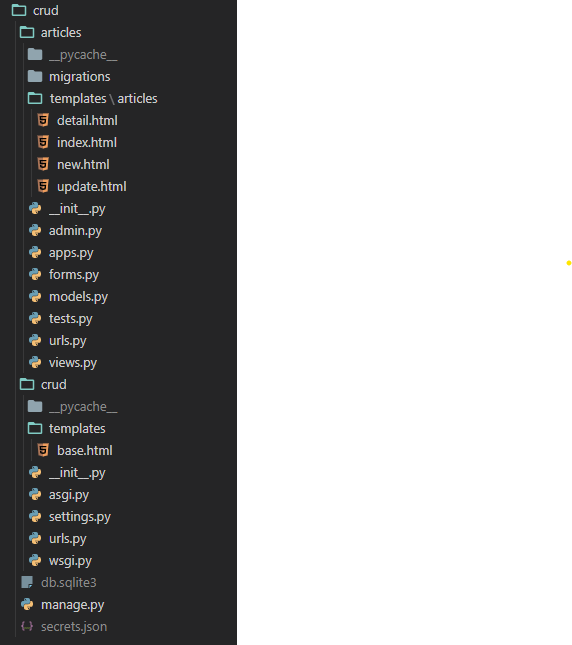 crud
articles
__pycache__
migrations
templates \ articles
detail.html
index.html
new.html
update.html
__init__.py
admin.py
apps.py
forms.py
models.py
tests.py
urls.py
views.py
crud
__pycache__
templates
base.html
__init__.py
asgi.py
settings.py
urls.py
wsgi.py
db.sqlite3
manage.py
secrets.json